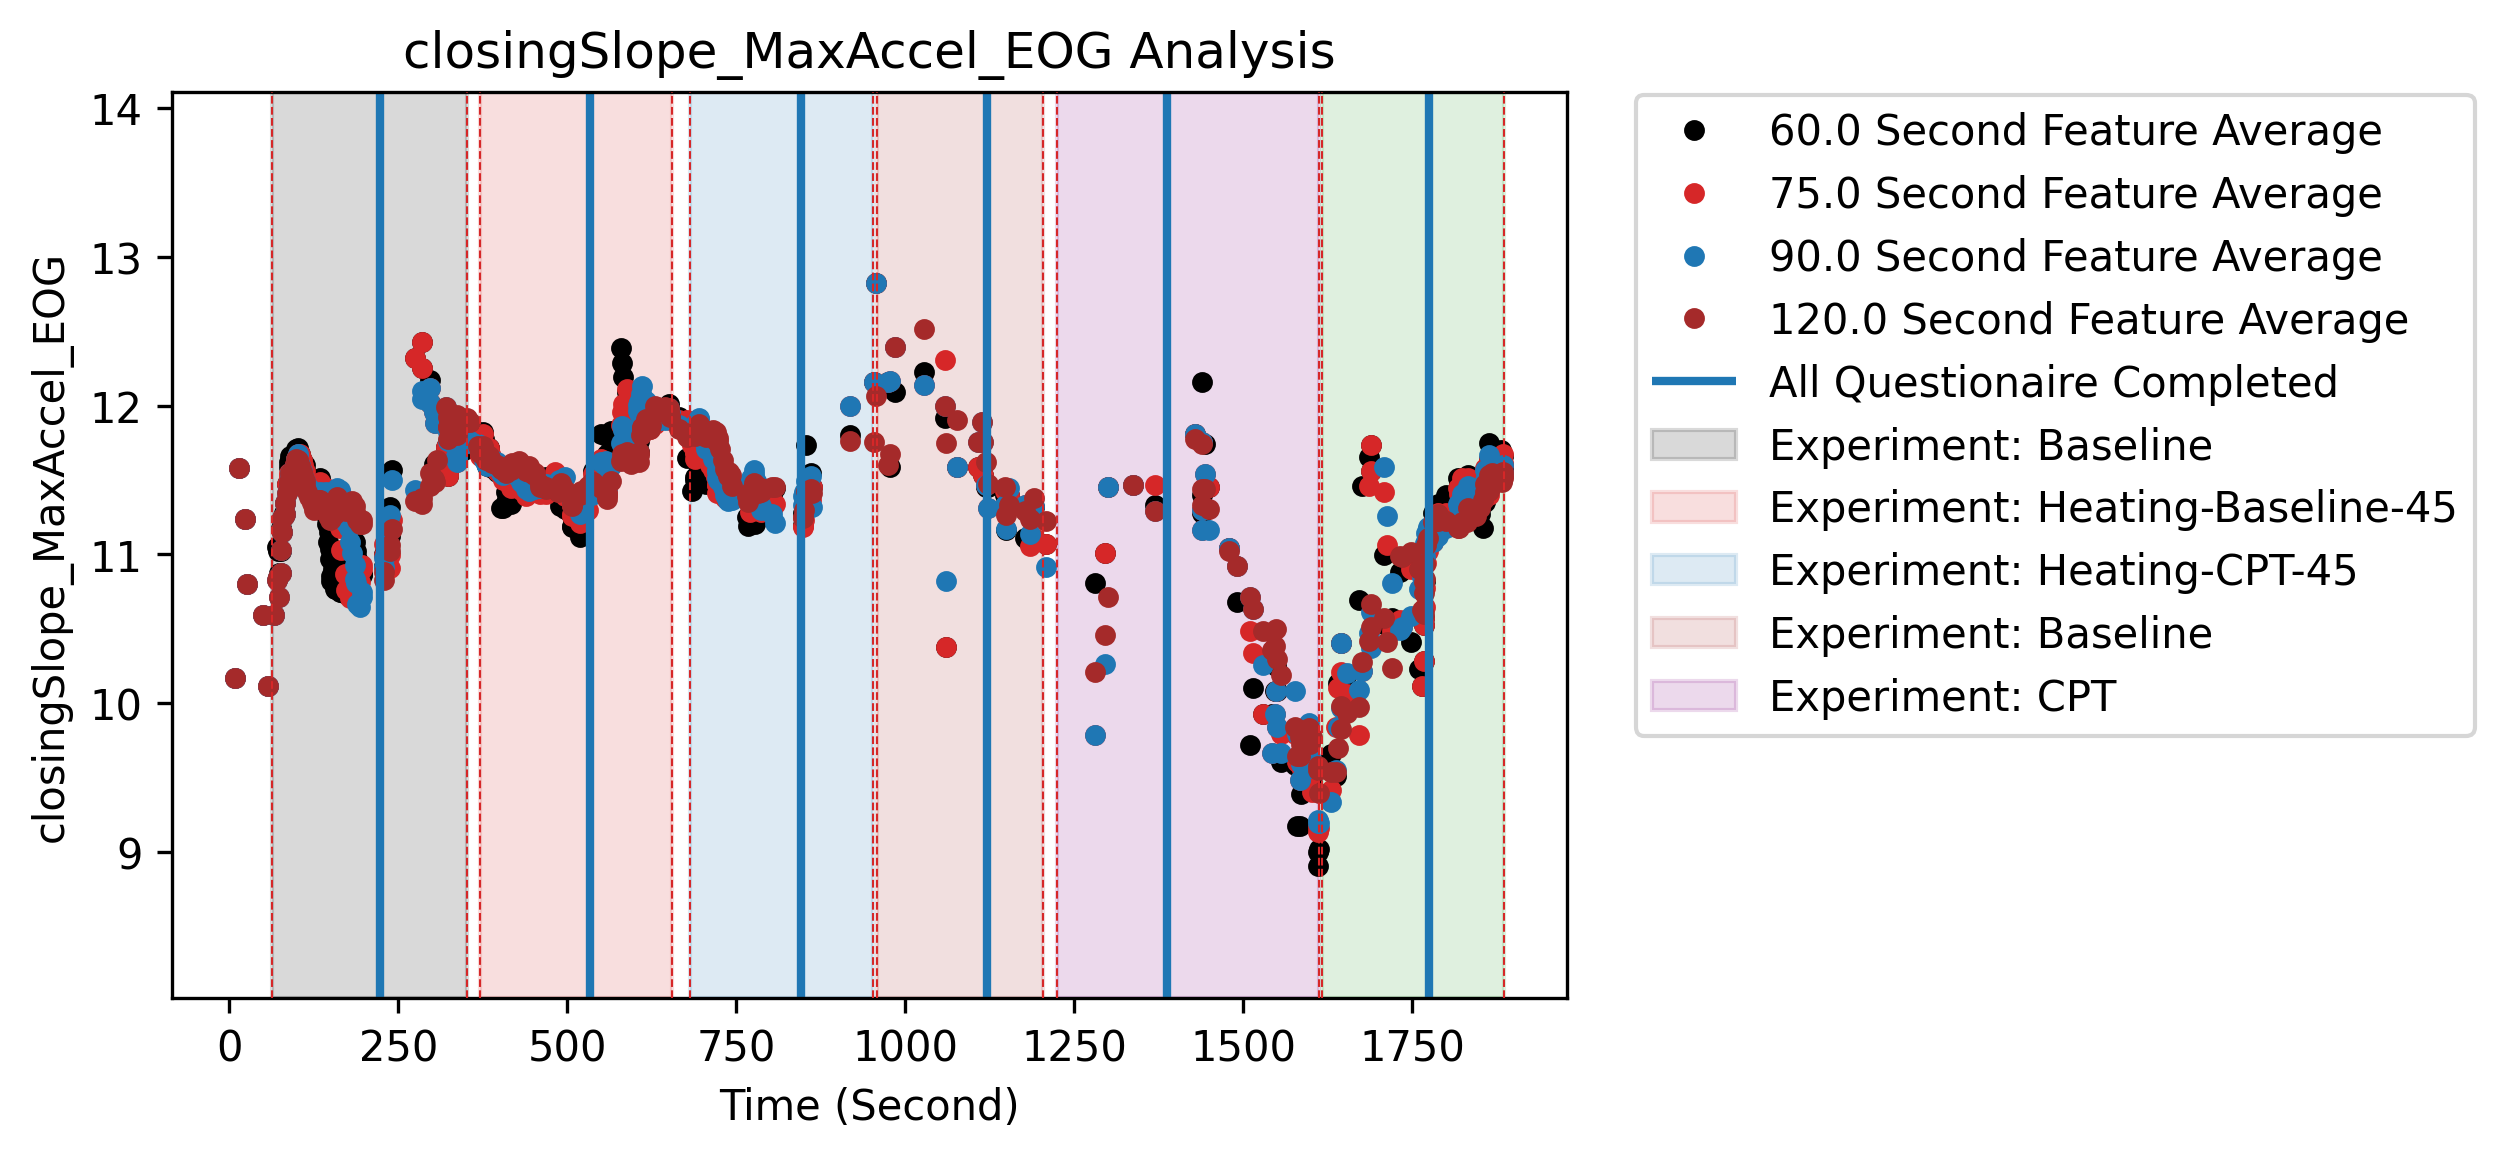 closingSlope_MaxAccel_EOG Analysis
closingSlope_MaxAccel_EOG
14
13
12
11
10
9
0 250 500 750 1000 1250 1500 1750
Time (Second)
60.0 Second Feature Average
75.0 Second Feature Average
90.0 Second Feature Average
120.0 Second Feature Average
All Questionaire Completed
Experiment: Baseline
Experiment: Heating-Baseline-45
Experiment: Heating-CPT-45
Experiment: Baseline
Experiment: CPT